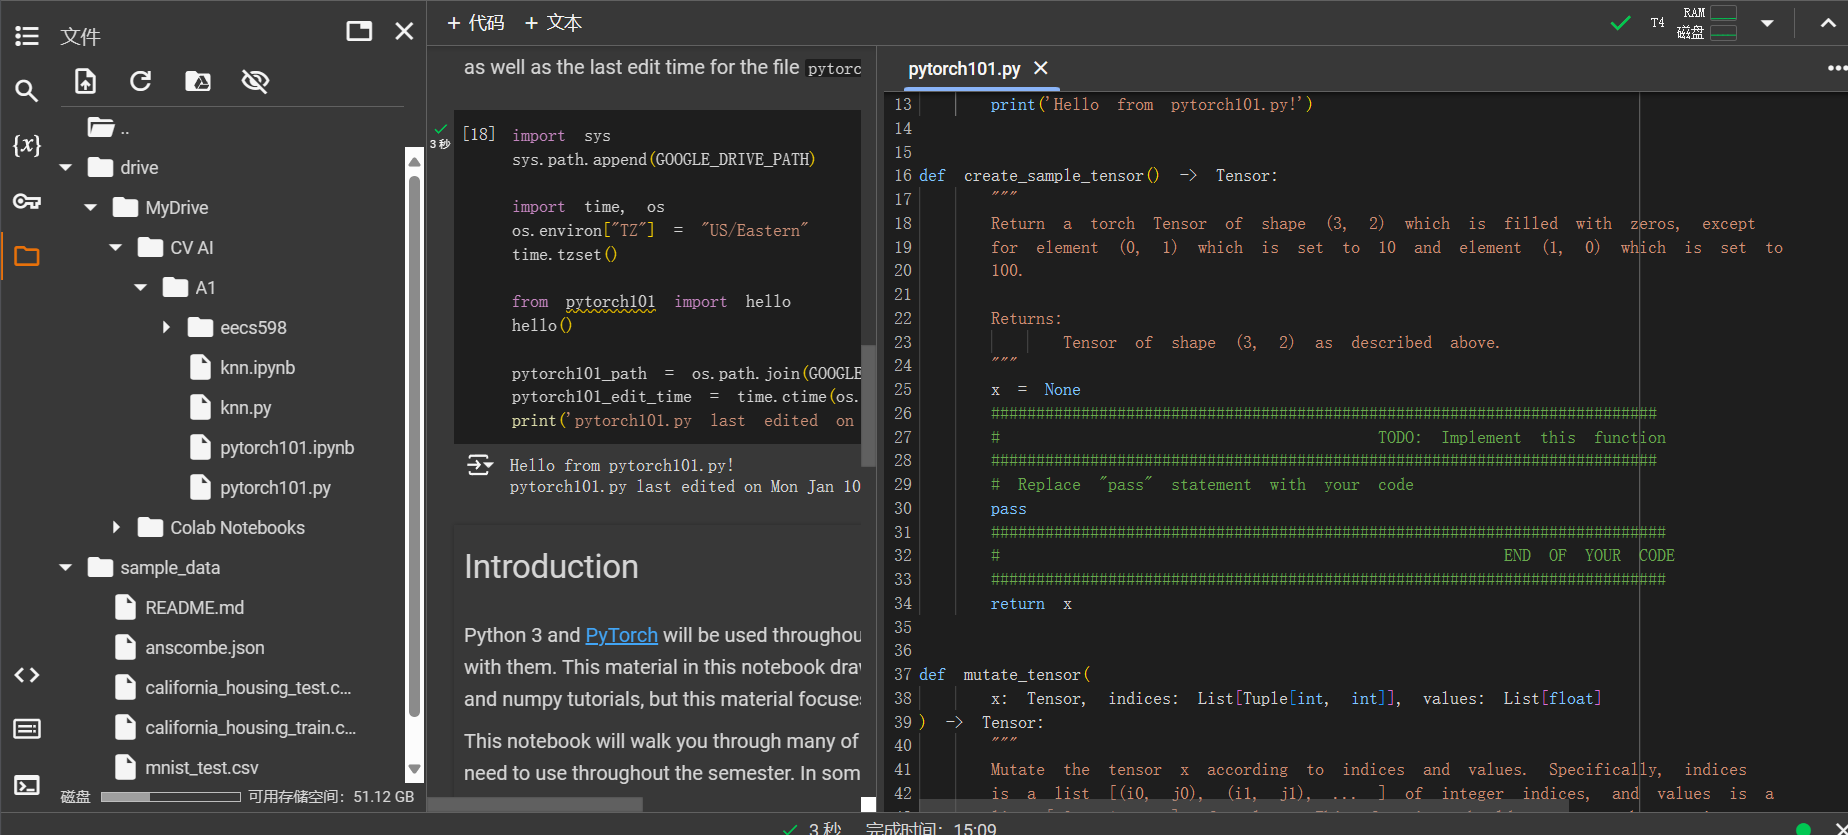 文件
..
drive
MyDrive
CV AI
A1
eecs598
knn.ipynb
knn.py
pytorch101.ipynb
pytorch101.py
Colab Notebooks
sample_data
README.md
anscombe.json
california_housing_test.c...
california_housing_train.c...
mnist_test.csv
磁盘 可用存储空间: 51.12 GB
{x}
+ 代码 + 文本
T4 RAM
磁盘
as well as the last edit time for the file pytorc
3 秒
[18] import sys
sys.path.append(GOOGLE_DRIVE_PATH)
import time, os
os.environ["TZ"] = "US/Eastern"
time.tzset()
from pytorch101 import hello
hello()
pytorch101_path = os.path.join(GOOGLE
pytorch101_edit_time = time.ctime(os.
print('pytorch101.py last edited on
Hello from pytorch101.py!
pytorch101.py last edited on Mon Jan 10
Introduction
Python 3 and PyTorch will be used throughou
with them. This material in this notebook dra
and numpy tutorials, but this material focuse
This notebook will walk you through many of
need to use throughout the semester. In som
pytorch101.py
13 print('Hello from pytorch101.py!')
14
15
16 def create_sample_tensor() -> Tensor:
17 """
18 Return a torch Tensor of shape (3, 2) which is filled with zeros, except
19 for element (0, 1) which is set to 10 and element (1, 0) which is set to
20 100.
21
22 Returns:
23 Tensor of shape (3, 2) as described above.
24 """
25 x = None
26 ##########################################################################
27 # TODO: Implement this function
28 ##########################################################################
29 # Replace "pass" statement with your code
30 pass
31 ###########################################################################
32 # END OF YOUR CODE
33 ###########################################################################
34 return x
35
36
37 def mutate_tensor(
38 x: Tensor, indices: List[Tuple[int, int]], values: List[float]
39 ) -> Tensor:
40 """
41 Mutate the tensor x according to indices and values. Specifically, indices
42 is a list [(i0, j0), (i1, j1), ... ] of integer indices, and values is a
3 秒 完成时间: 15:09